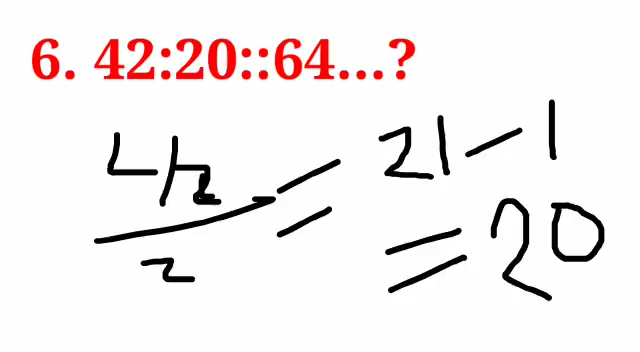 6. 42:20::64...?
42 = 21 - 1
2
= 20